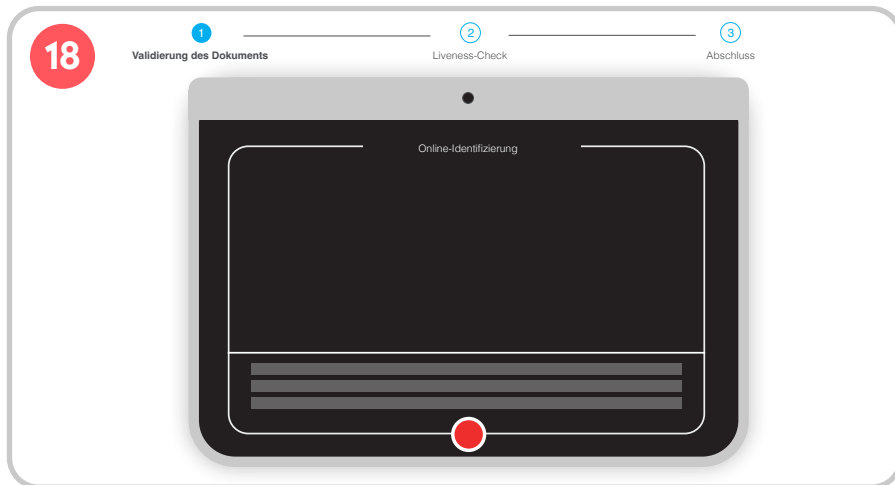 18
1
2
3
Validierung des Dokuments
Liveness-Check
Abschluss
Online-Identifizierung